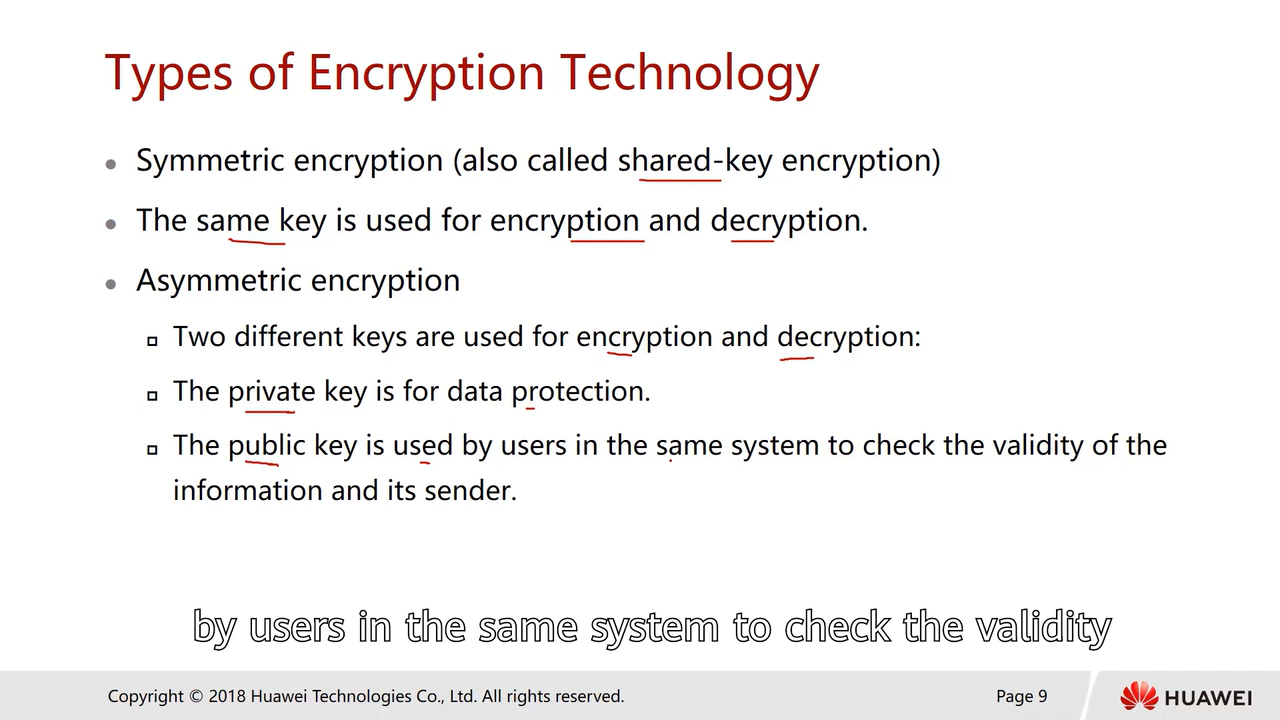 Types of Encryption Technology
Symmetric encryption (also called shared-key encryption)
The same key is used for encryption and decryption.
Asymmetric encryption
Two different keys are used for encryption and decryption:
The private key is for data protection.
The public key is used by users in the same system to check the validity of the
information and its sender.
by users in the same system to check the validity
Copyright © 2018 Huawei Technologies Co., Ltd. All rights reserved.
Page 9
HUAWEI